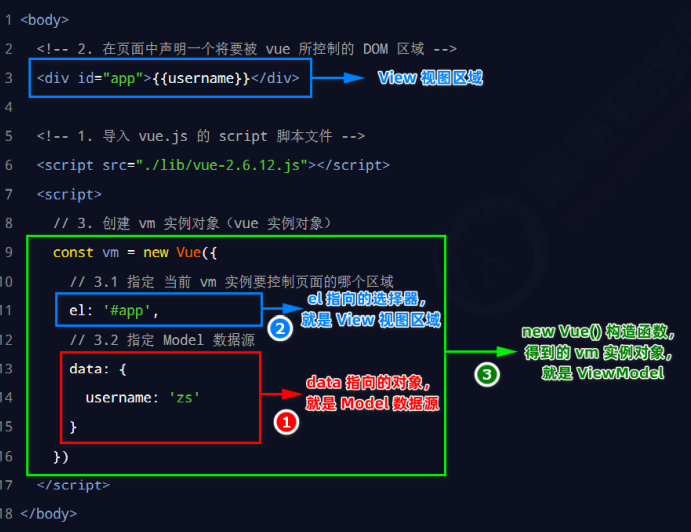 1 <body>
2 <!-- 2. 在页面中声明一个将要被 vue 所控制的 DOM 区域 -->
3 <div id="app">{{username}}</div>
View 视图区域
4
5 <!-- 1. 导入 vue.js 的 script 脚本文件 -->
6 <script src="./lib/vue-2.6.12.js"></script>
7 <script>
8 // 3. 创建 vm 实例对象（vue 实例对象）
9 const vm = new Vue({
10 // 3.1 指定 当前 vm 实例要控制页面的哪个区域
11 el: '#app',
2
el 指向的选择器，
就是 View 视图区域
12 // 3.2 指定 Model 数据源
13 data: {
14 username: 'zs'
15 }
1
data 指向的对象，
就是 Model 数据源
16 })
3
new Vue() 构造函数，
得到的 vm 实例对象，
就是 ViewModel
17 </script>
18 </body>